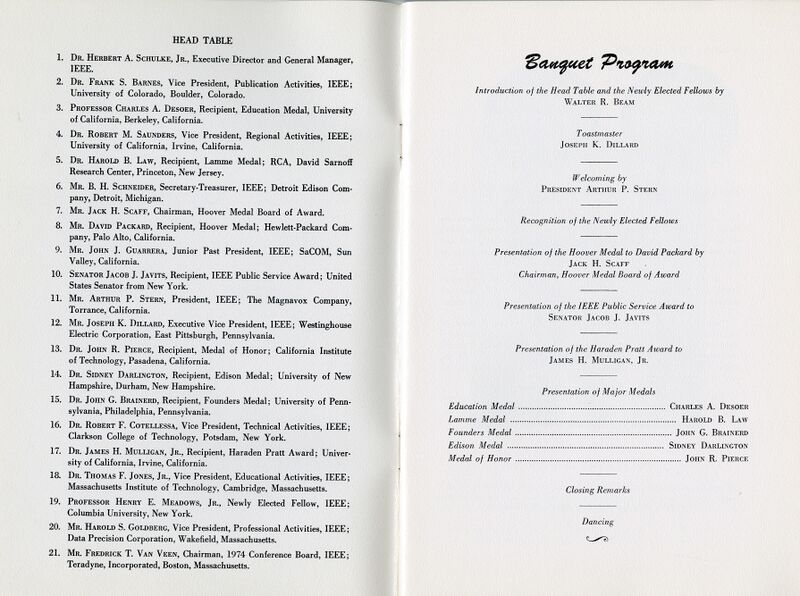 HEAD TABLE
1. Dr. Herbert A. Schulke, Jr., Executive Director and General Manager,
IEEE.
2. Dr. Frank S. Barnes, Vice President, Publication Activities, IEEE;
University of Colorado, Boulder, Colorado.
3. Professor Charles A. Desoer, Recipient, Education Medal, University
of California, Berkeley, California.
4. Dr. Robert M. Saunders, Vice President, Regional Activities, IEEE;
University of California, Irvine, California.
5. Dr. Harold B. Law, Recipient, Lamme Medal; RCA, David Sarnoff
Research Center, Princeton, New Jersey.
6. Mr. B. H. Schneider, Secretary-Treasurer, IEEE; Detroit Edison Com-
pany, Detroit, Michigan.
7. Mr. Jack H. Scaff, Chairman, Hoover Medal Board of Award.
8. Mr. David Packard, Recipient, Hoover Medal; Hewlett-Packard Com-
pany, Palo Alto, California.
9. Mr. John J. Guarrera, Junior Past President, IEEE; SaCOM, Sun
Valley, California.
10. Senator Jacob J. Javits, Recipient, IEEE Public Service Award; United
States Senator from New York.
11. Mr. Arthur P. Stern, President, IEEE; The Magnavox Company,
Torrance, California.
12. Mr. Joseph K. Dillard, Executive Vice President, IEEE; Westinghouse
Electric Corporation, East Pittsburgh, Pennsylvania.
13. Dr. John R. Pierce, Recipient, Medal of Honor; California Institute
of Technology, Pasadena, California.
14. Dr. Sidney Darlington, Recipient, Edison Medal; University of New
Hampshire, Durham, New Hampshire.
15. Dr. John G. Brainerd, Recipient, Founders Medal; University of Penn-
sylvania, Philadelphia, Pennsylvania.
16. Dr. Robert F. Cotellessa, Vice President, Technical Activities, IEEE;
Clarkson College of Technology, Potsdam, New York.
17. Dr. James H. Mulligan, Jr., Recipient, Haraden Pratt Award; Univer-
sity of California, Irvine, California.
18. Dr. Thomas F. Jones, Jr., Vice President, Educational Activities, IEEE;
Massachusetts Institute of Technology, Cambridge, Massachusetts.
19. Professor Henry E. Meadows, Jr., Newly Elected Fellow, IEEE;
Columbia University, New York.
20. Mr. Harold S. Goldberg, Vice President, Professional Activities, IEEE;
Data Precision Corporation, Wakefield, Massachusetts.
21. Mr. Fredrick T. Van Veen, Chairman, 1974 Conference Board, IEEE;
Teradyne, Incorporated, Boston, Massachusetts.
Banquet Program
Introduction of the Head Table and the Newly Elected Fellows by
Walter R. Beam
Toastmaster
Joseph K. Dillard
Welcoming by
President Arthur P. Stern
Recognition of the Newly Elected Fellows
Presentation of the Hoover Medal to David Packard by
Jack H. Scaff
Chairman, Hoover Medal Board of Award
Presentation of the IEEE Public Service Award to
Senator Jacob J. Javits
Presentation of the Haraden Pratt Award to
James H. Mulligan, Jr.
Presentation of Major Medals
Education Medal ........ Charles A. Desoer
Lamme Medal ........ Harold B. Law
Founders Medal ........ John G. Brainerd
Edison Medal ........ Sidney Darlington
Medal of Honor ........ John R. Pierce
Closing Remarks
Dancing